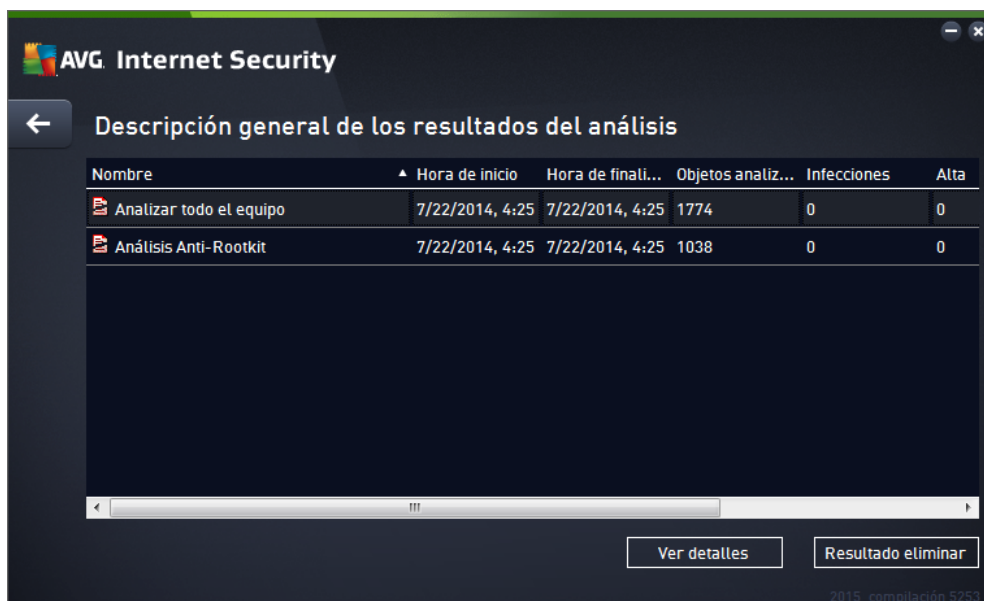 AVG. Internet Security
Descripción general de los resultados del análisis
Nombre Hora de inicio Hora de finali... Objetos analiz... Infecciones Alta
Analizar todo el equipo 7/22/2014, 4:25 7/22/2014, 4:25 1774 0 0
Análisis Anti-Rootkit 7/22/2014, 4:25 7/22/2014, 4:25 1038 0 0
Ver detalles Resultado eliminar
2015 compilación 5253